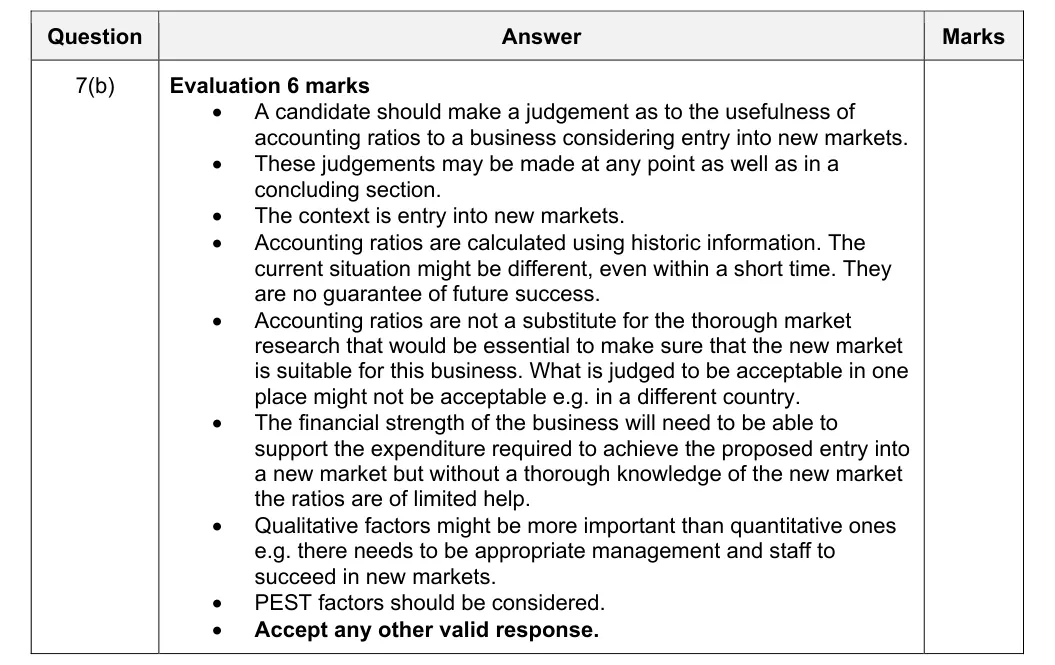 Question Answer Marks
7(b) Evaluation 6 marks
• A candidate should make a judgement as to the usefulness of
accounting ratios to a business considering entry into new markets.
• These judgements may be made at any point as well as in a
concluding section.
• The context is entry into new markets.
• Accounting ratios are calculated using historic information. The
current situation might be different, even within a short time. They
are no guarantee of future success.
• Accounting ratios are not a substitute for the thorough market
research that would be essential to make sure that the new market
is suitable for this business. What is judged to be acceptable in one
place might not be acceptable e.g. in a different country.
• The financial strength of the business will need to be able to
support the expenditure required to achieve the proposed entry into
a new market but without a thorough knowledge of the new market
the ratios are of limited help.
• Qualitative factors might be more important than quantitative ones
e.g. there needs to be appropriate management and staff to
succeed in new markets.
• PEST factors should be considered.
• Accept any other valid response.